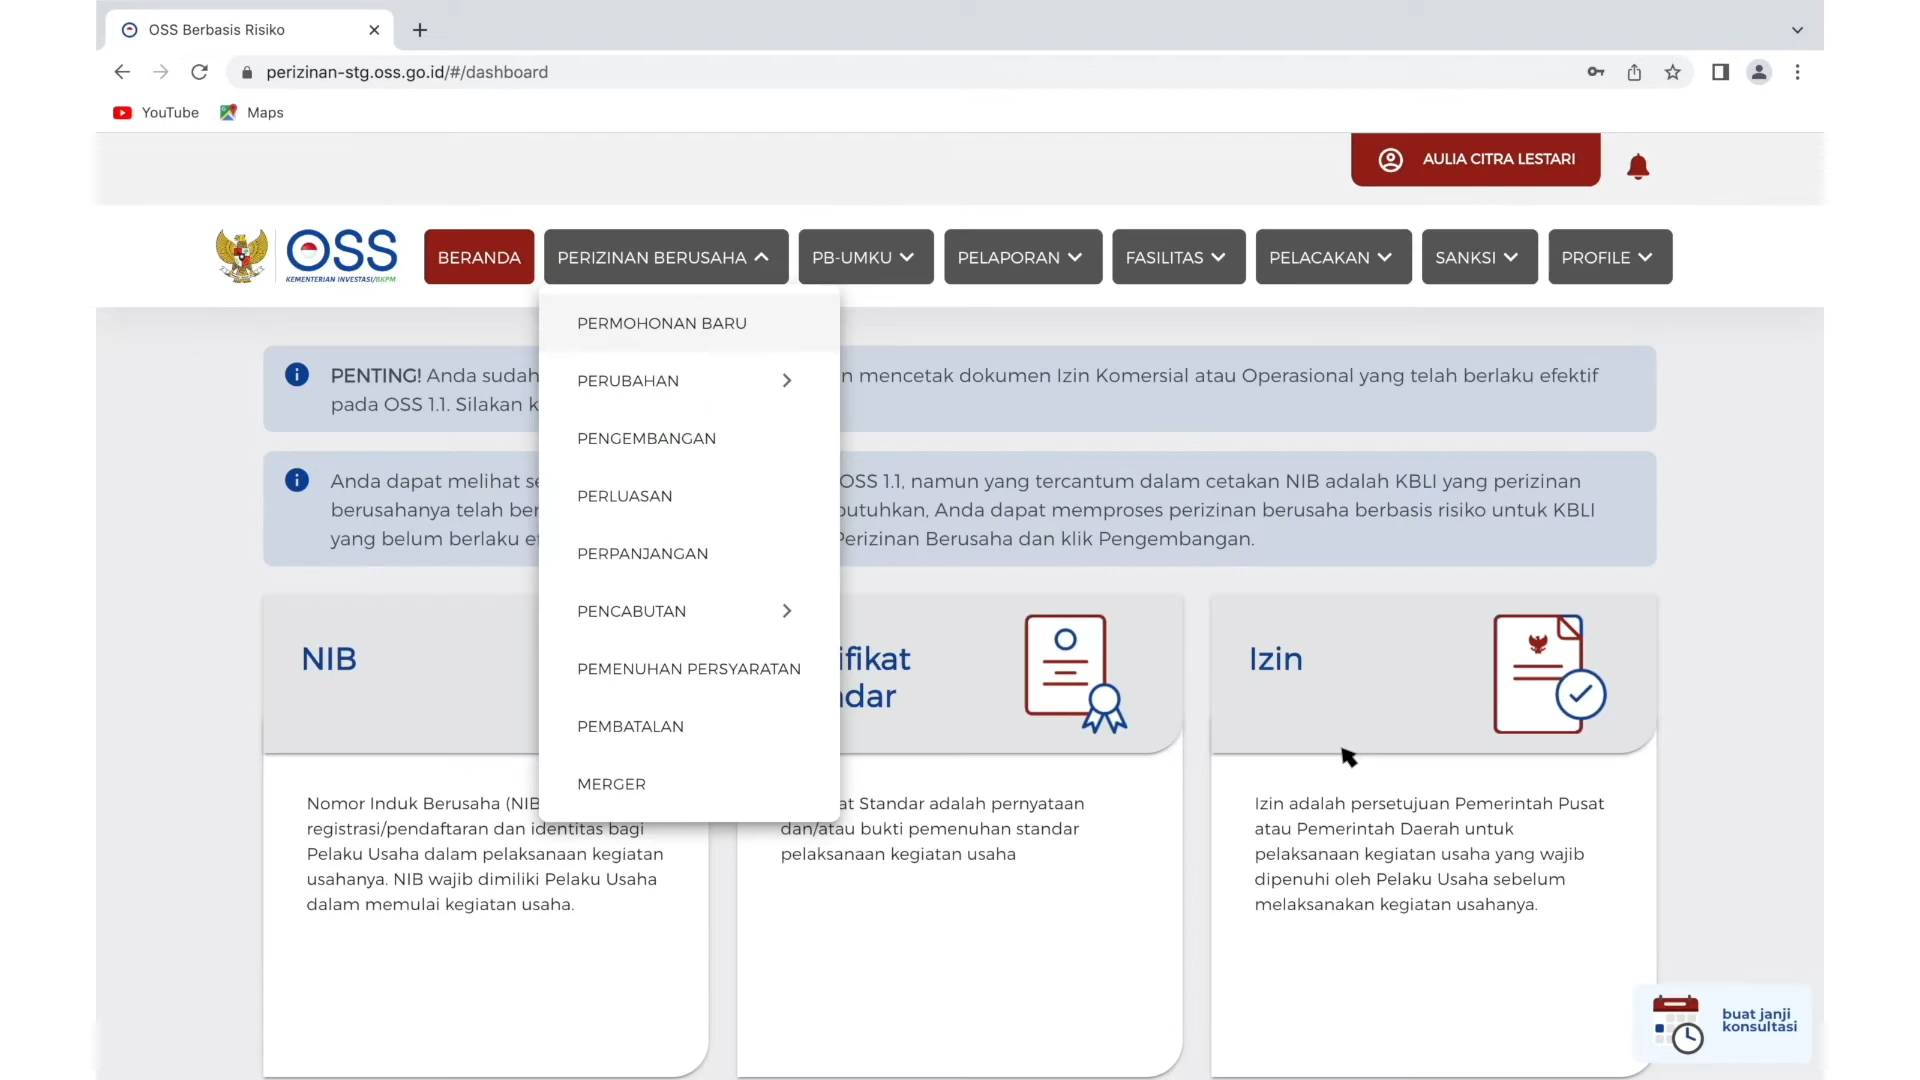 OSS Berbasis Risiko
perizinan-stg.oss.go.id/#/dashboard
YouTube
Maps
AULIA CITRA LESTARI
OSS
KEMENTERIAN INVESTASI/BKPM
BERANDA
PERIZINAN BERUSAHA
PB-UMKU
PELAPORAN
FASILITAS
PELACAKAN
SANKSI
PROFILE
PERMOHONAN BARU
PERUBAHAN
PENGEMBANGAN
PERLUASAN
PERPANJANGAN
PENCABUTAN
PEMENUHAN PERSYARATAN
PEMBATALAN
MERGER
PENTING! Anda sudah n mencetak dokumen Izin Komersial atau Operasional yang telah berlaku efektif
pada OSS 1.1. Silakan k
Anda dapat melihat se OSS 1.1, namun yang tercantum dalam cetakan NIB adalah KBLI yang perizinan
berusahanya telah ber butuhkan, Anda dapat memproses perizinan berusaha berbasis risiko untuk KBLI
yang belum berlaku ef Perizinan Berusaha dan klik Pengembangan.
NIB
Nomor Induk Berusaha (NIB
registrasi/pendaftaran dan identitas bagi
Pelaku Usaha dalam pelaksanaan kegiatan
usahanya. NIB wajib dimiliki Pelaku Usaha
dalam memulai kegiatan usaha.
ifikat
dar
at Standar adalah pernyataan
dan/atau bukti pemenuhan standar
pelaksanaan kegiatan usaha
Izin
Izin adalah persetujuan Pemerintah Pusat
atau Pemerintah Daerah untuk
pelaksanaan kegiatan usaha yang wajib
dipenuhi oleh Pelaku Usaha sebelum
melaksanakan kegiatan usahanya.
buat janji
konsultasi